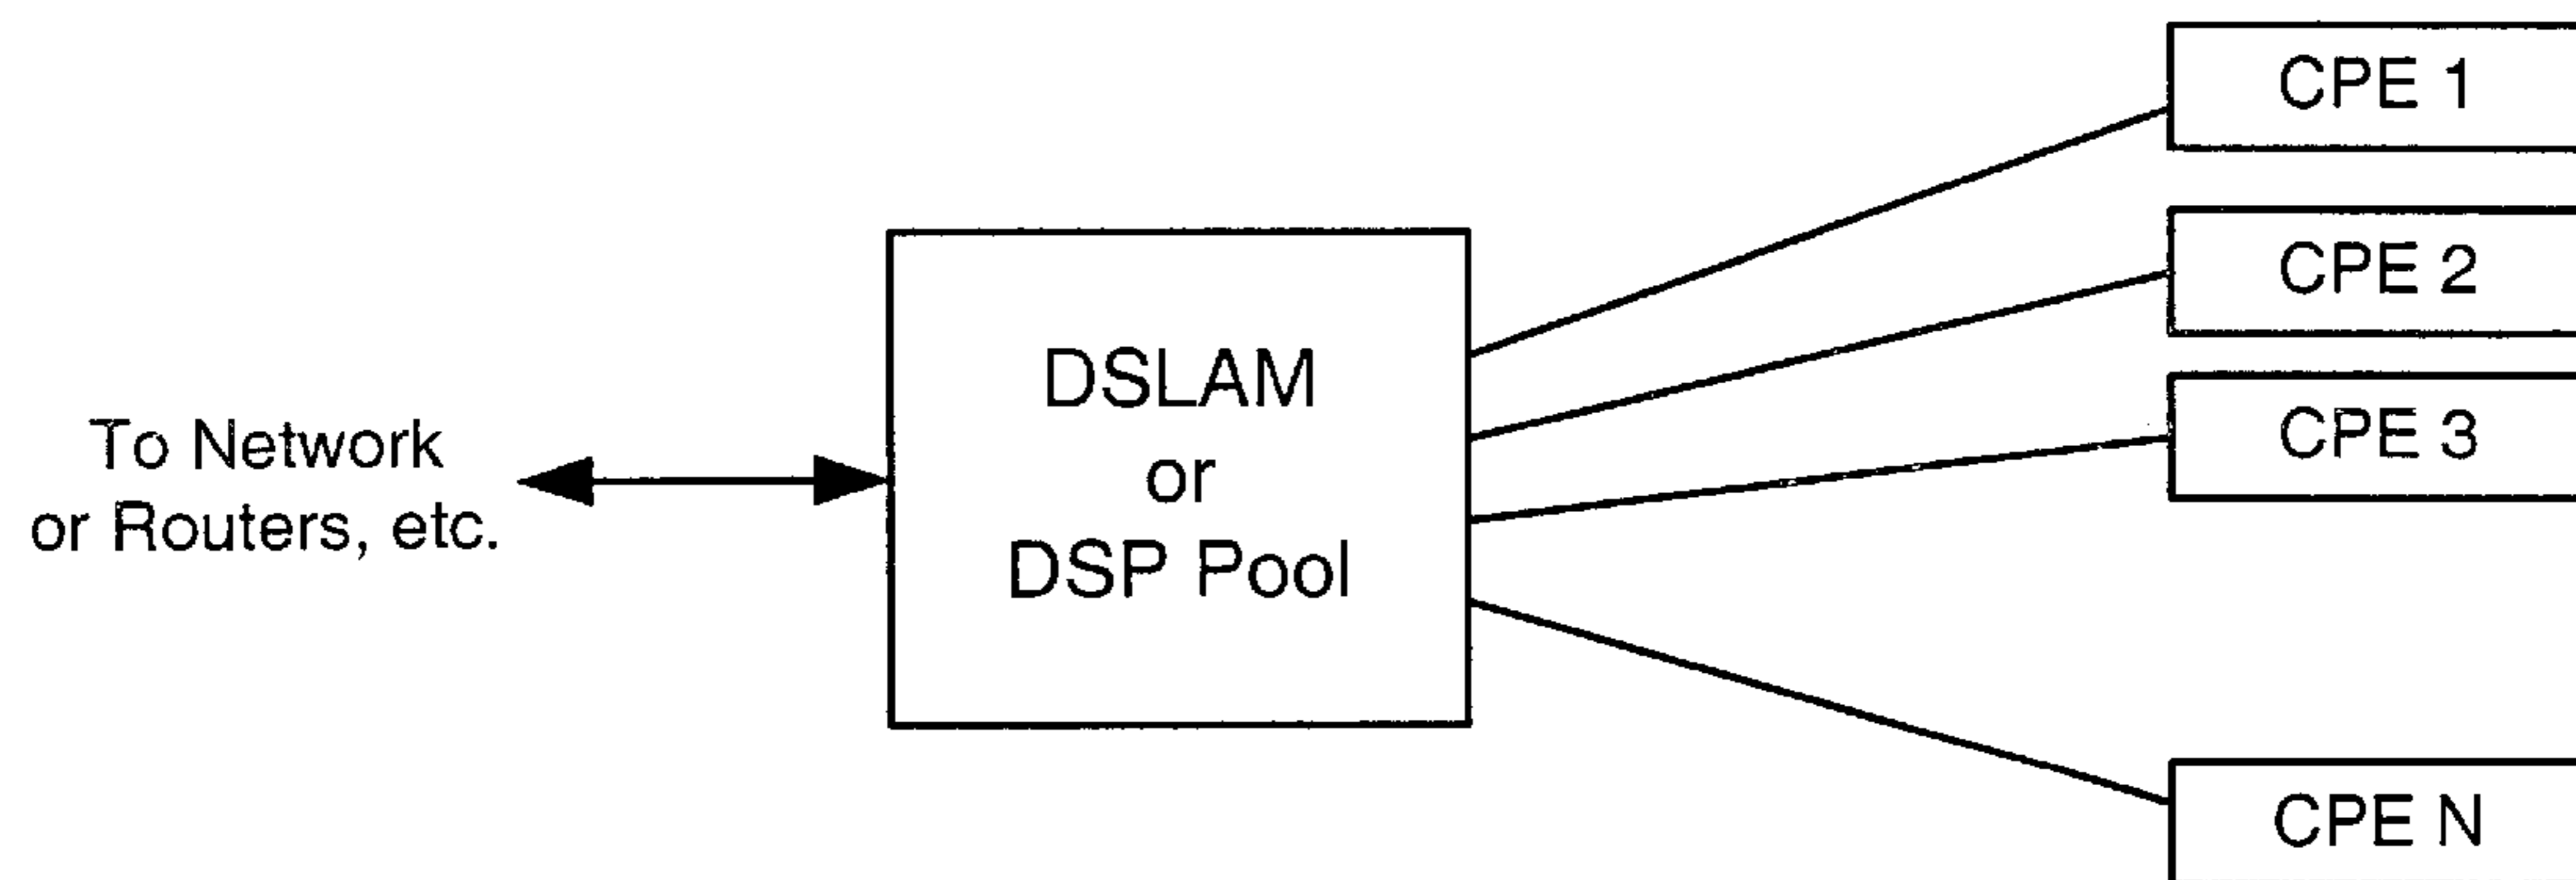 To Network
or Routers, etc.
DSLAM
or
DSP Pool
CPE 1
CPE 2
CPE 3
CPE N